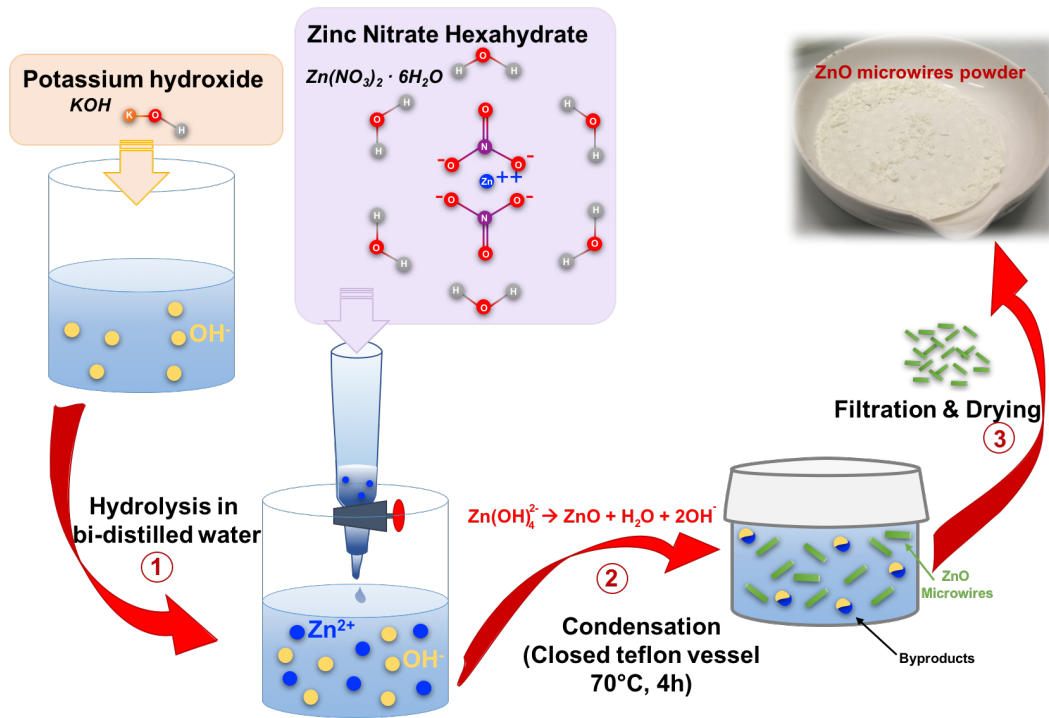 Potassium hydroxide
KOH
K
O
H
Zinc Nitrate Hexahydrate
Zn(NO₃)₂ · 6H₂O
H O H
H
O
H
H
O
H
O
N
O⁻ O⁻
Zn⁺⁺
O⁻ O⁻
N
O
H
O
H
H
O
H
H O H
ZnO microwires powder
OH⁻
Hydrolysis in
bi-distilled water
1
Zn²⁺
OH⁻
Zn(OH)₄²⁻ → ZnO + H₂O + 2OH⁻
2
Condensation
(Closed teflon vessel
70°C, 4h)
Filtration & Drying
3
ZnO
Microwires
Byproducts